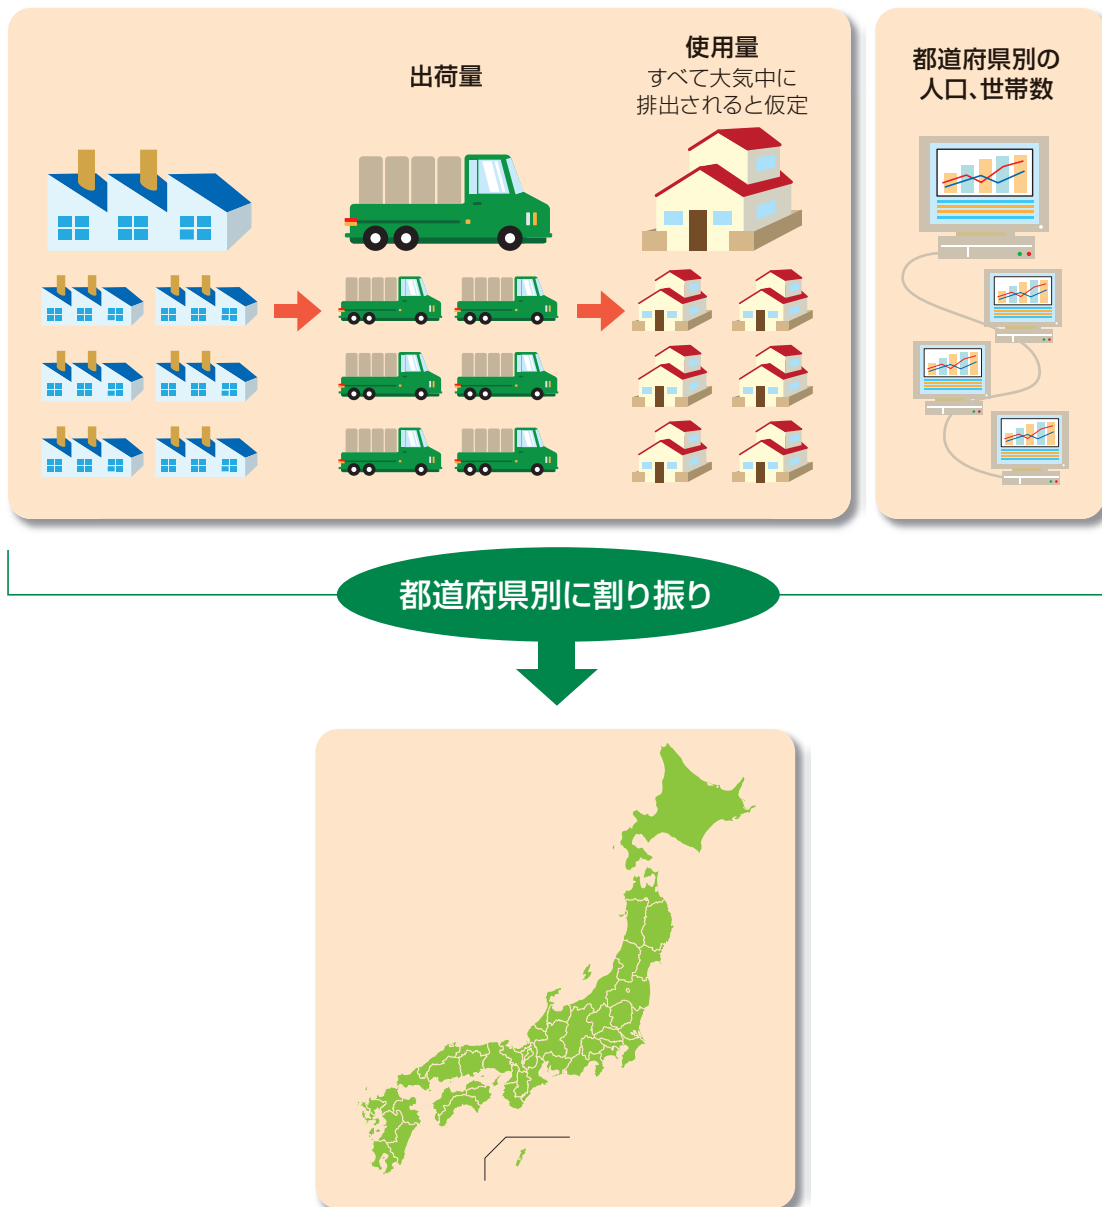 出荷量
使用量
すべて大気中に
排出されると仮定
都道府県別の
人口、世帯数
都道府県別に割り振り